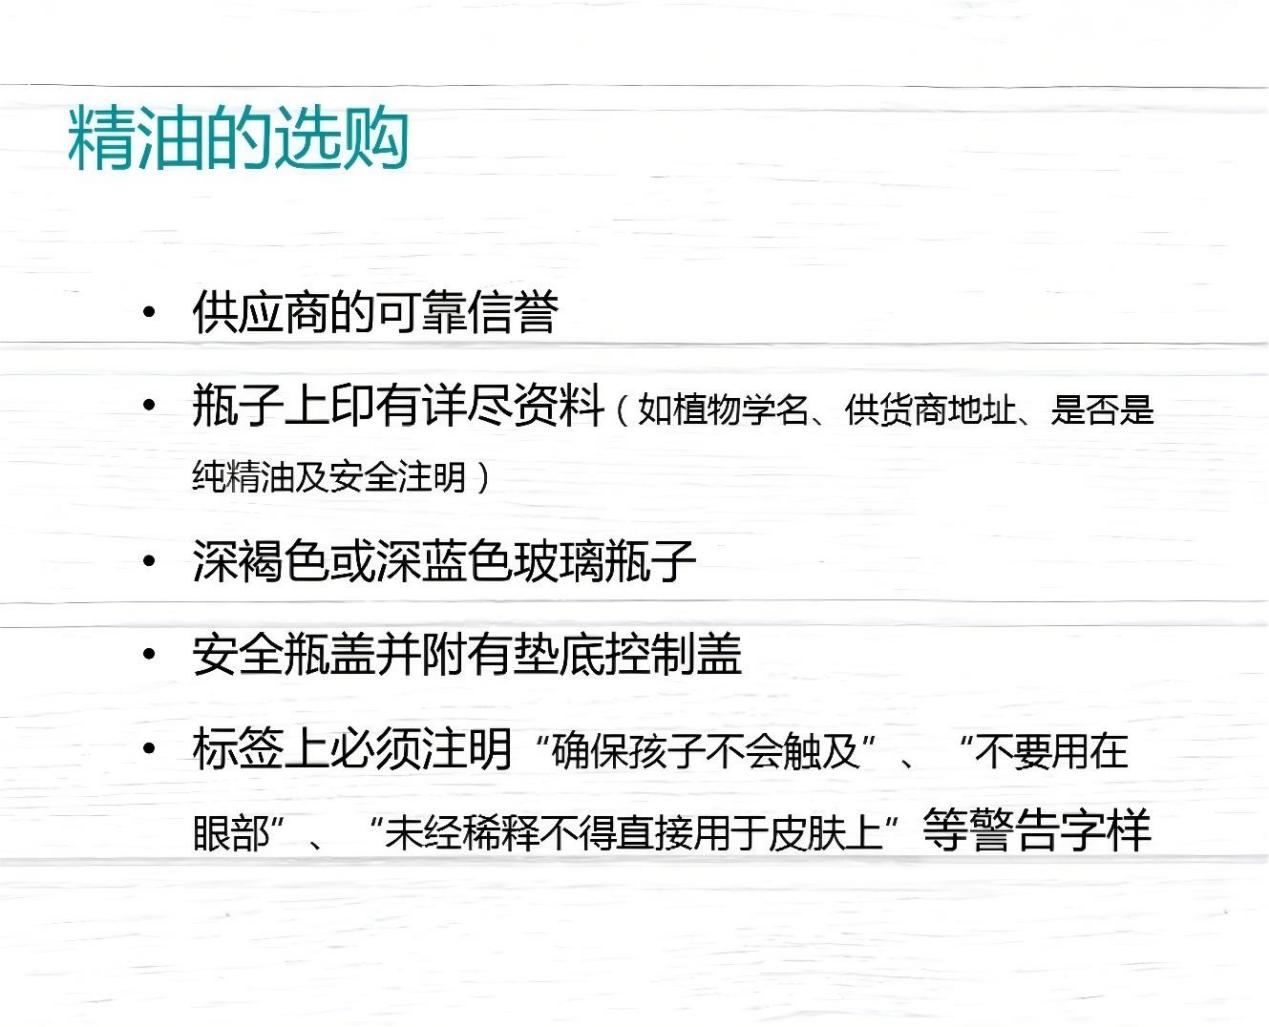 精油的选购
• 供应商的可靠信誉
• 瓶子上印有详尽资料（如植物学名、供货商地址、是否是
纯精油及安全注明）
• 深褐色或深蓝色玻璃瓶子
• 安全瓶盖并附有垫底控制盖
• 标签上必须注明“确保孩子不会触及”、“不要用在
眼部”、“未经稀释不得直接用于皮肤上”等警告字样